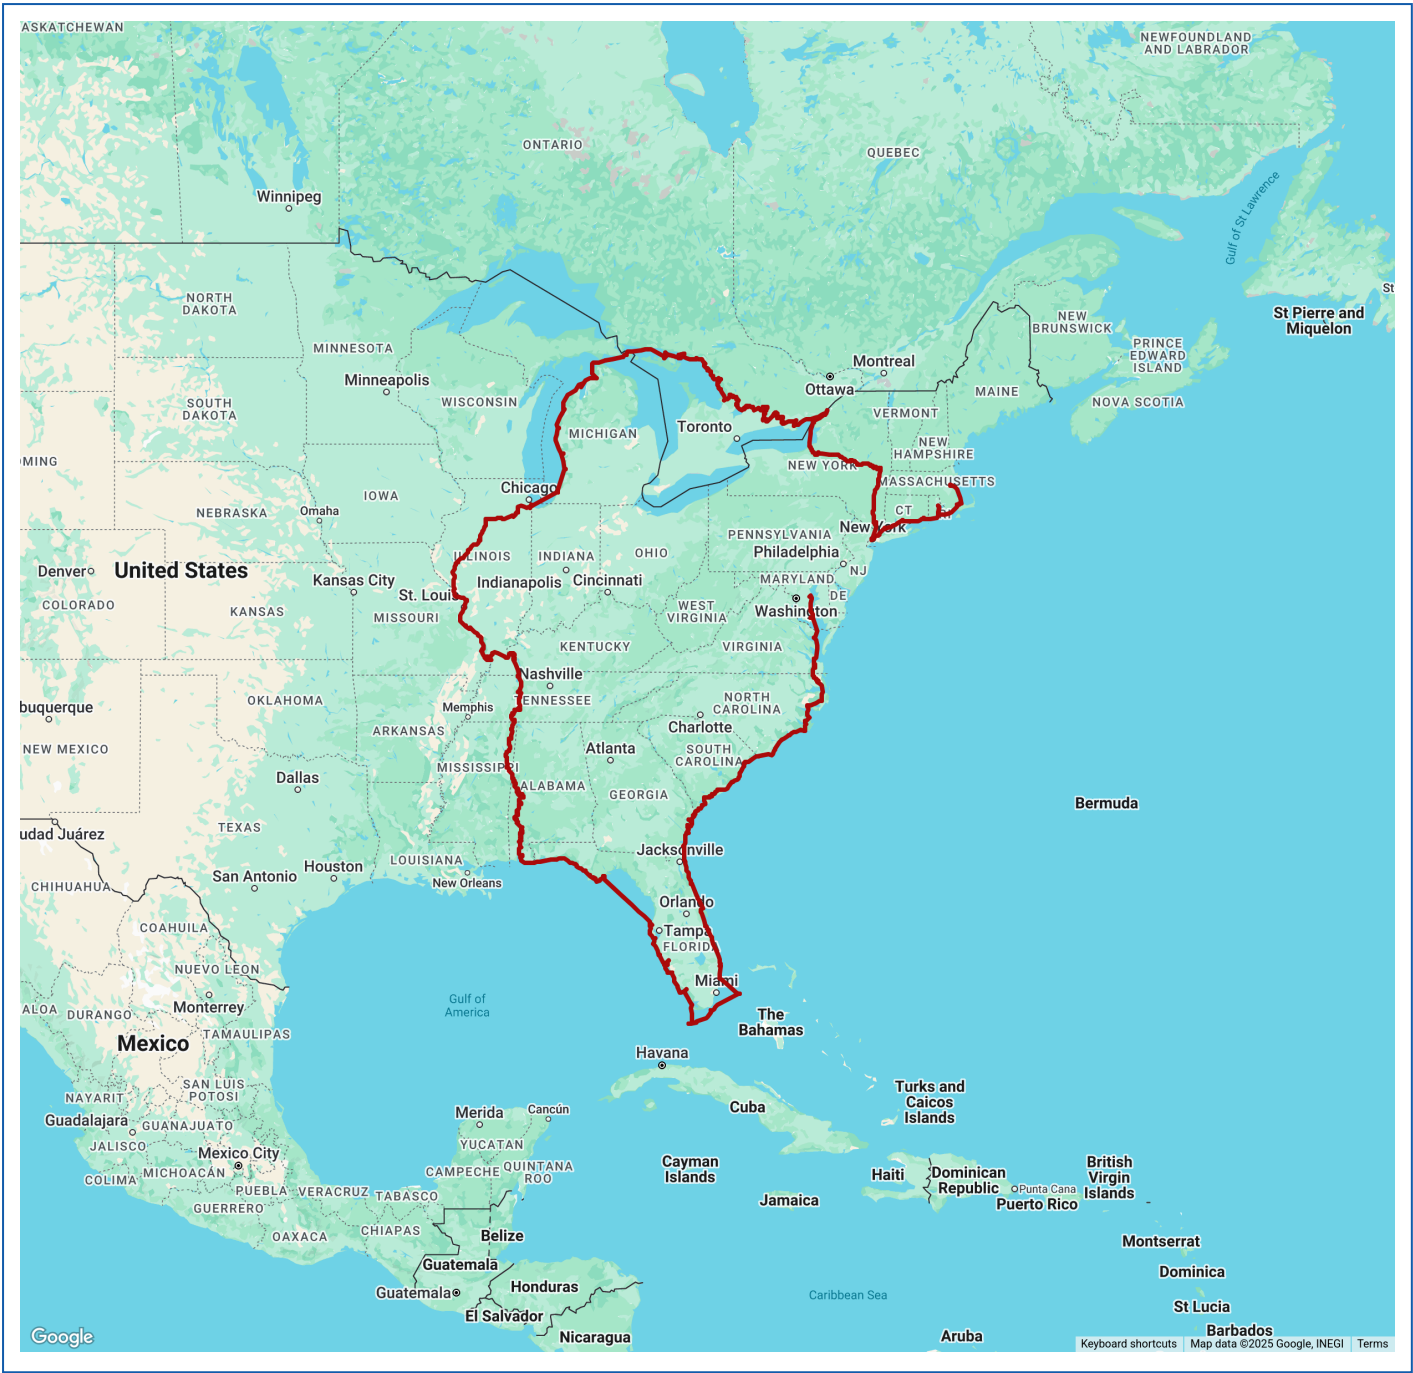 ASKATCHEWAN
NEWFOUNDLAND
AND LABRADOR
ONTARIO
QUEBEC
Gulf of St Lawrence
Winnipeg
NORTH
DAKOTA
St
St Pierre and
Miquelon
NEW
BRUNSWICK
PRINCE
EDWARD
ISLAND
MINNESOTA
Montreal
Minneapolis
Ottawa
MAINE
WISCONSIN
NOVA SCOTIA
SOUTH
DAKOTA
VERMONT
Toronto
MICHIGAN
NEW
HAMPSHIRE
OMING
NEW YORK
MASSACHUSETTS
Chicago
IOWA
NEBRASKA
Omaha
CT
RI
New York
PENNSYLVANIA
Philadelphia
ILLINOIS
INDIANA
OHIO
NJ
Denver
United States
Kansas City
Indianapolis
Cincinnati
MARYLAND
St. Louis
DE
COLORADO
KANSAS
MISSOURI
WEST
VIRGINIA
Washington
KENTUCKY
VIRGINIA
Nashville
OKLAHOMA
TENNESSEE
NORTH
CAROLINA
buquerque
Memphis
Charlotte
ARKANSAS
NEW MEXICO
Atlanta
SOUTH
CAROLINA
MISSISSIPPI
Dallas
ALABAMA
GEORGIA
Bermuda
TEXAS
udad Juárez
Jacksonville
LOUISIANA
Houston
San Antonio
New Orleans
CHIHUAHUA
Orlando
COAHUILA
Tampa
FLORIDA
NUEVO LEON
Miami
Gulf of
America
Monterrey
ALOA
DURANGO
The
Bahamas
TAMAULIPAS
Mexico
Havana
SAN LUIS
POTOSI
NAYARIT
Turks and
Caicos
Islands
Cuba
Merida
Cancún
Guadalajara
GUANAJUATO
JALISCO
YUCATAN
Mexico City
MICHOACÁN
COLIMA
CAMPECHE
QUINTANA
ROO
Cayman
Islands
Haiti
Dominican
Republic
British
Virgin
Islands
Punta Cana
PUEBLA
VERACRUZ
TABASCO
Jamaica
Puerto Rico
GUERRERO
OAXACA
CHIAPAS
Belize
Montserrat
Guatemala
Dominica
Guatemala
Honduras
Caribbean Sea
St Lucia
El Salvador
Nicaragua
Aruba
Barbados
Google
Keyboard shortcuts
Map data ©2025 Google, INEGI
Terms